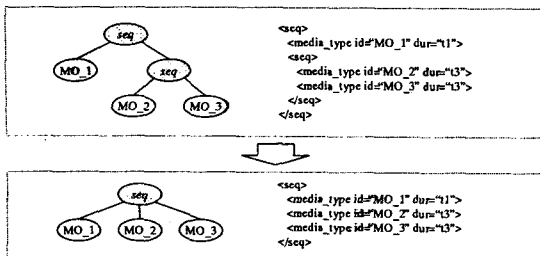 seq
MO_1
seq
MO_2
MO_3
<seq>
<media_type id="MO_1" dur="t1">
<seq>
<media_type id="MO_2" dur="t3">
<media_type id="MO_3" dur="t3">
</seq>
</seq>
seq
MO_1
MO_2
MO_3
<seq>
<media_type id="MO_1" dur="t1">
<media_type id="MO_2" dur="t3">
<media_type id="MO_3" dur="t3">
</seq>